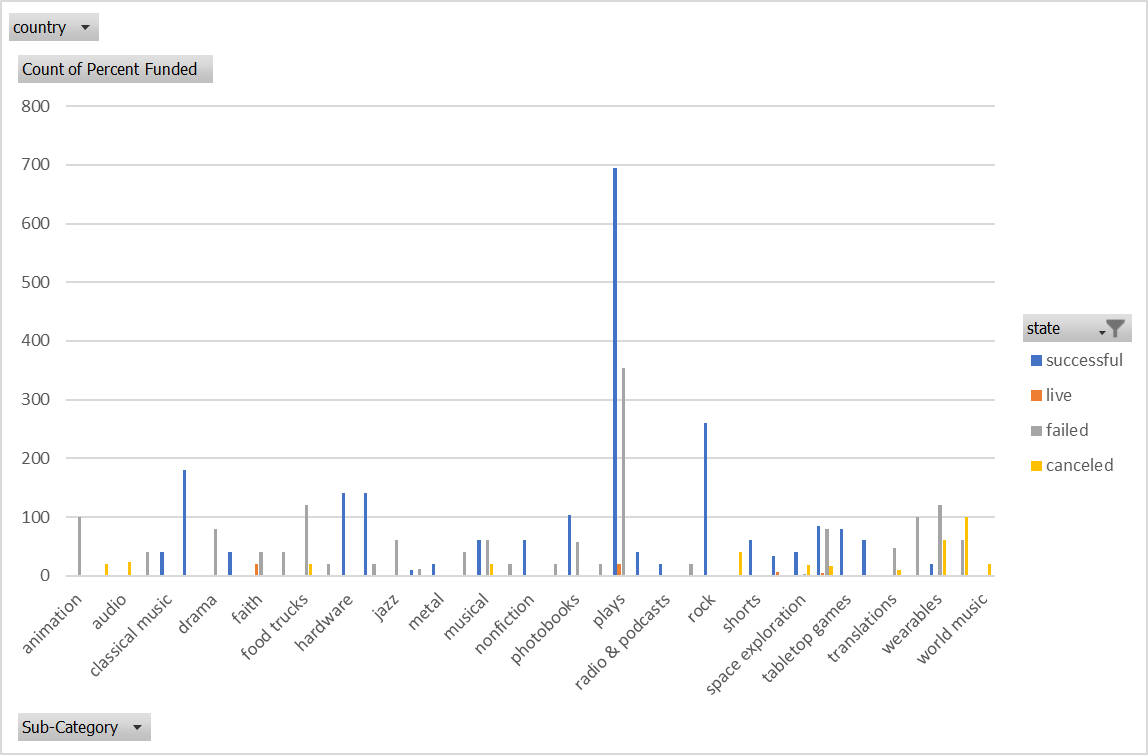 country
Count of Percent Funded
800
700
600
500
400
300
200
100
0
animation
audio
classical music
drama
faith
food trucks
hardware
jazz
metal
musical
nonfiction
photobooks
plays
radio & podcasts
rock
shorts
space exploration
tabletop games
translations
wearables
world music
state
successful
live
failed
canceled
Sub-Category